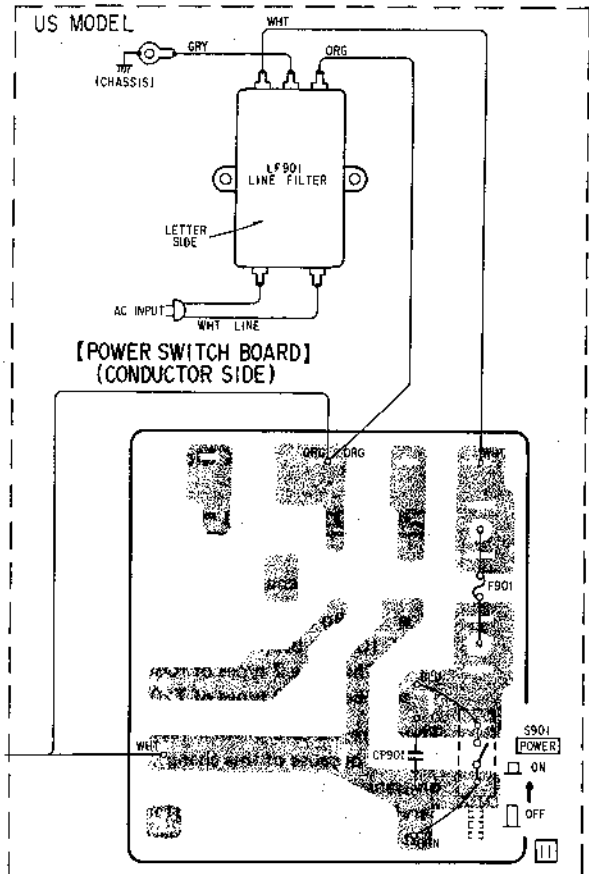 US MODEL
WHT
GRY
ORG
(CHASSIS)
LF901
LINE FILTER
LETTER
SIDE
AC INPUT
WHT LINE
[POWER SWITCH BOARD]
(CONDUCTOR SIDE)
ORG ORG
WHT
F901
WHT
CP901
S901
POWER
ON
OFF
11